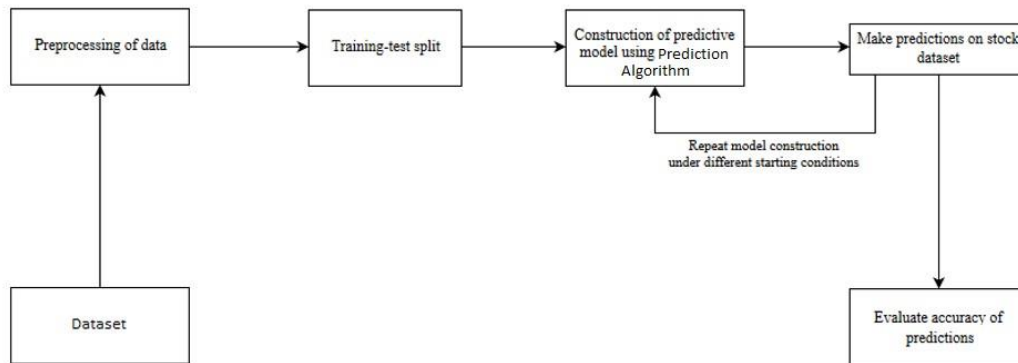 Preprocessing of data
Training-test split
Construction of predictive
model using Prediction
Algorithm
Make predictions on stock
dataset
Repeat model construction
under different starting conditions
Dataset
Evaluate accuracy of
predictions